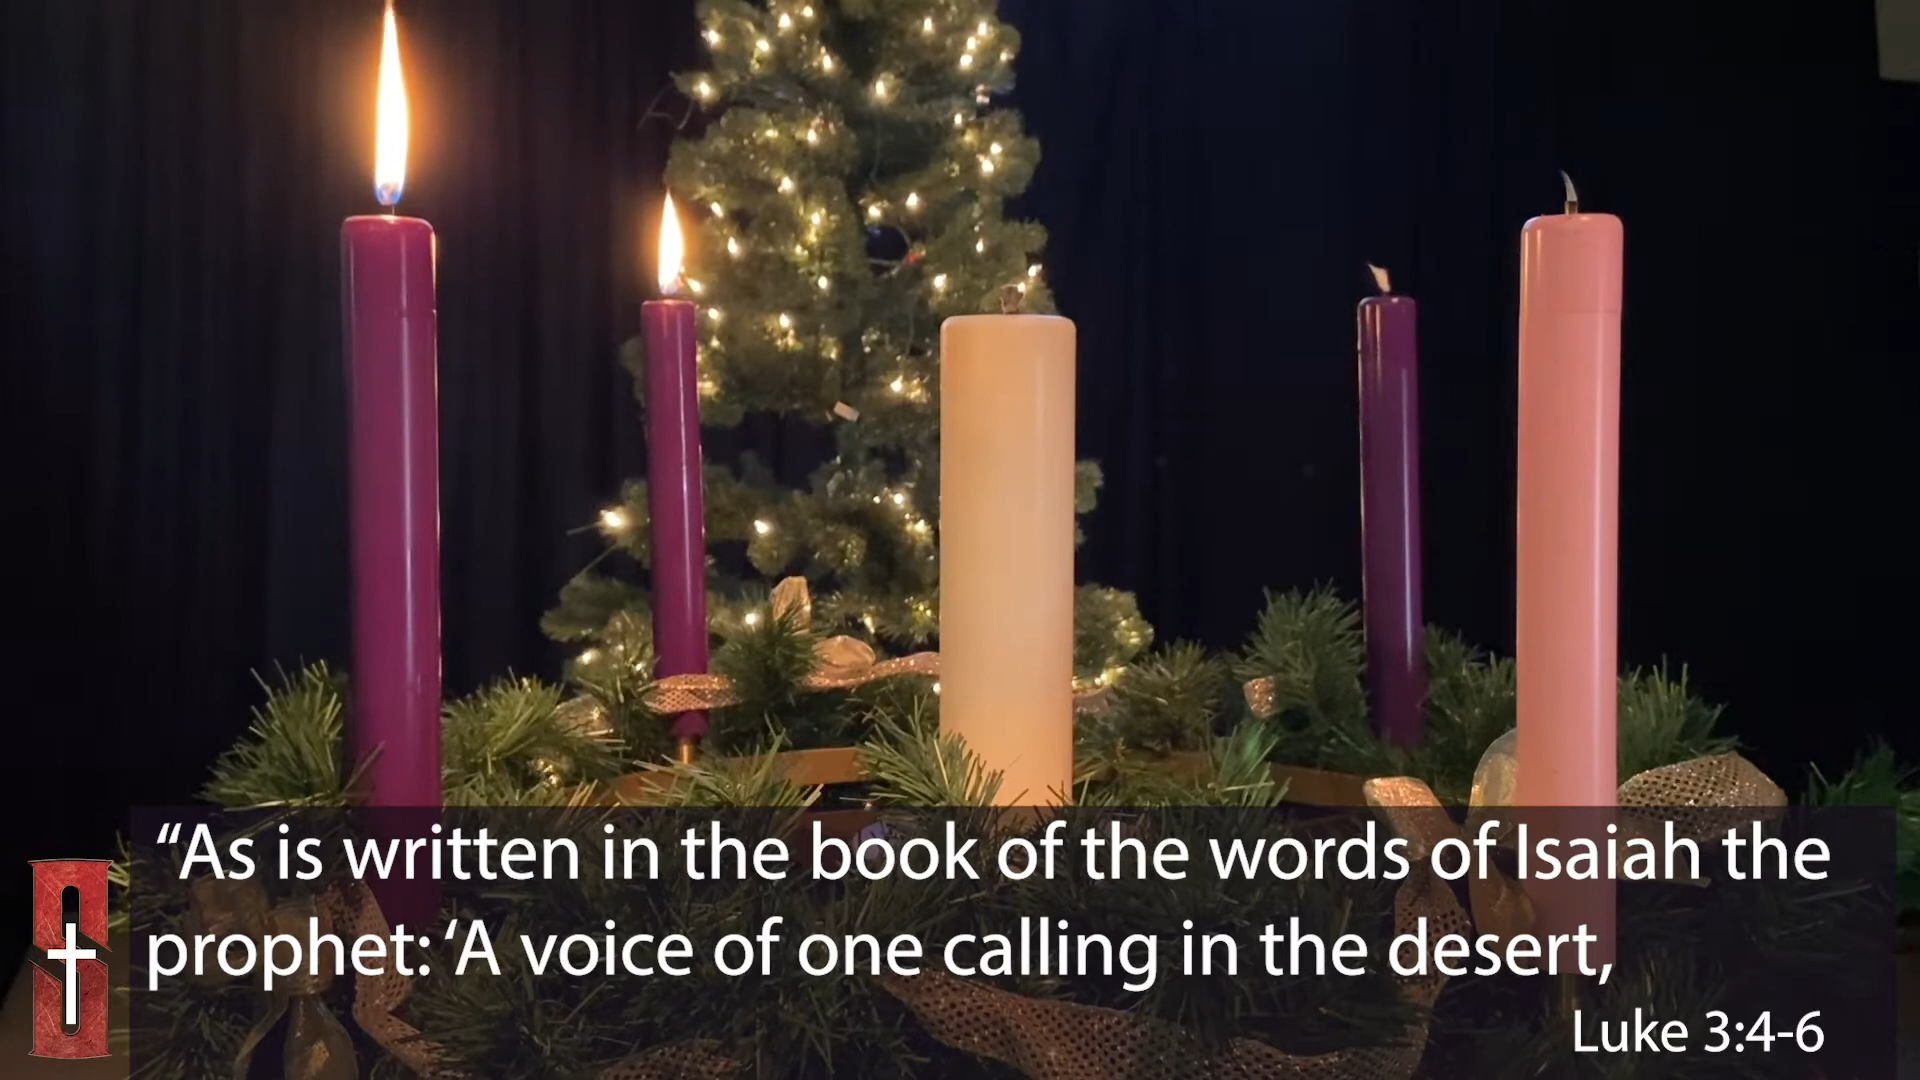 “As is written in the book of the words of Isaiah the
prophet: ‘A voice of one calling in the desert,
Luke 3:4-6